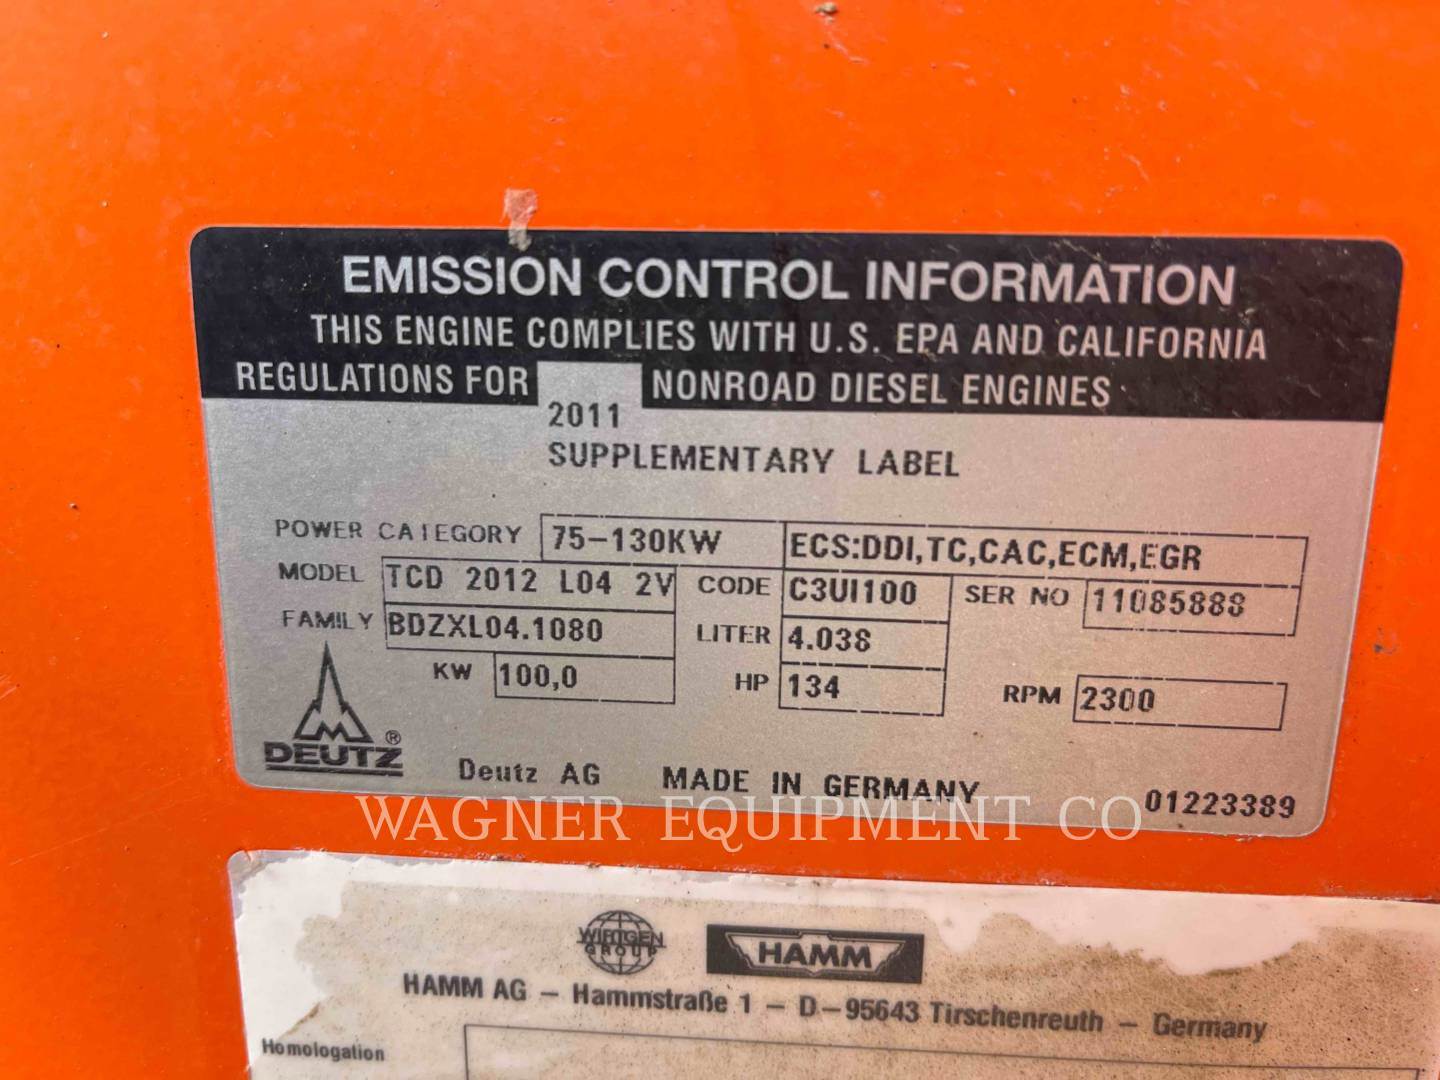 EMISSION CONTROL INFORMATION
THIS ENGINE COMPLIES WITH U.S. EPA AND CALIFORNIA
REGULATIONS FOR NONROAD DIESEL ENGINES
2011
SUPPLEMENTARY LABEL
POWER CATEGORY 75-130KW ECS:DDI,TC,CAC,ECM,EGR
MODEL TCD 2012 L04 2V CODE C3UI100 SER NO 11085888
FAMILY BDZXL04.1080 LITER 4.038
KW 100,0 HP 134 RPM 2300
DEUTZ ® Deutz AG MADE IN GERMANY 01223389
WAGNER EQUIPMENT CO
WIRTGEN GROUP HAMM
HAMM AG – Hammstraße 1 – D-95643 Tirschenreuth – Germany
Homologation